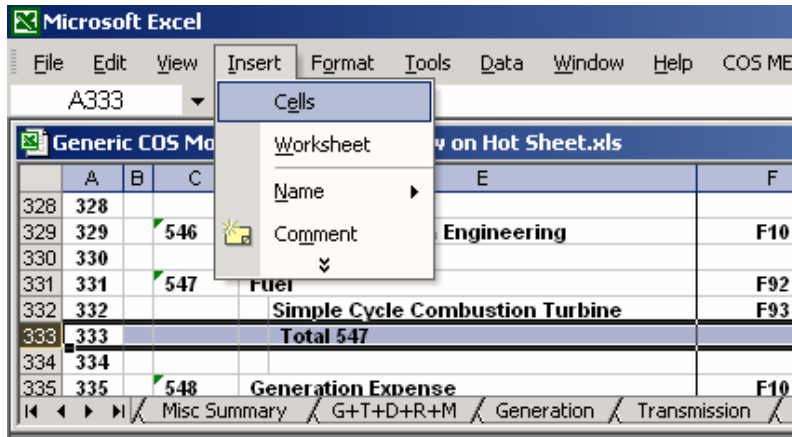 Microsoft Excel
File Edit View Insert Format Tools Data Window Help COS ME
A333
Cells
Generic COS Mo w on Hot Sheet.xls
Worksheet
A B C E F
Name
328 328
329 329 546 Comment Engineering F10
330 330
331 331 547 Fuel F92
332 332 Simple Cycle Combustion Turbine F93
333 333 Total 547
334 334
335 335 548 Generation Expense F10
Misc Summary G+T+D+R+M Generation Transmission